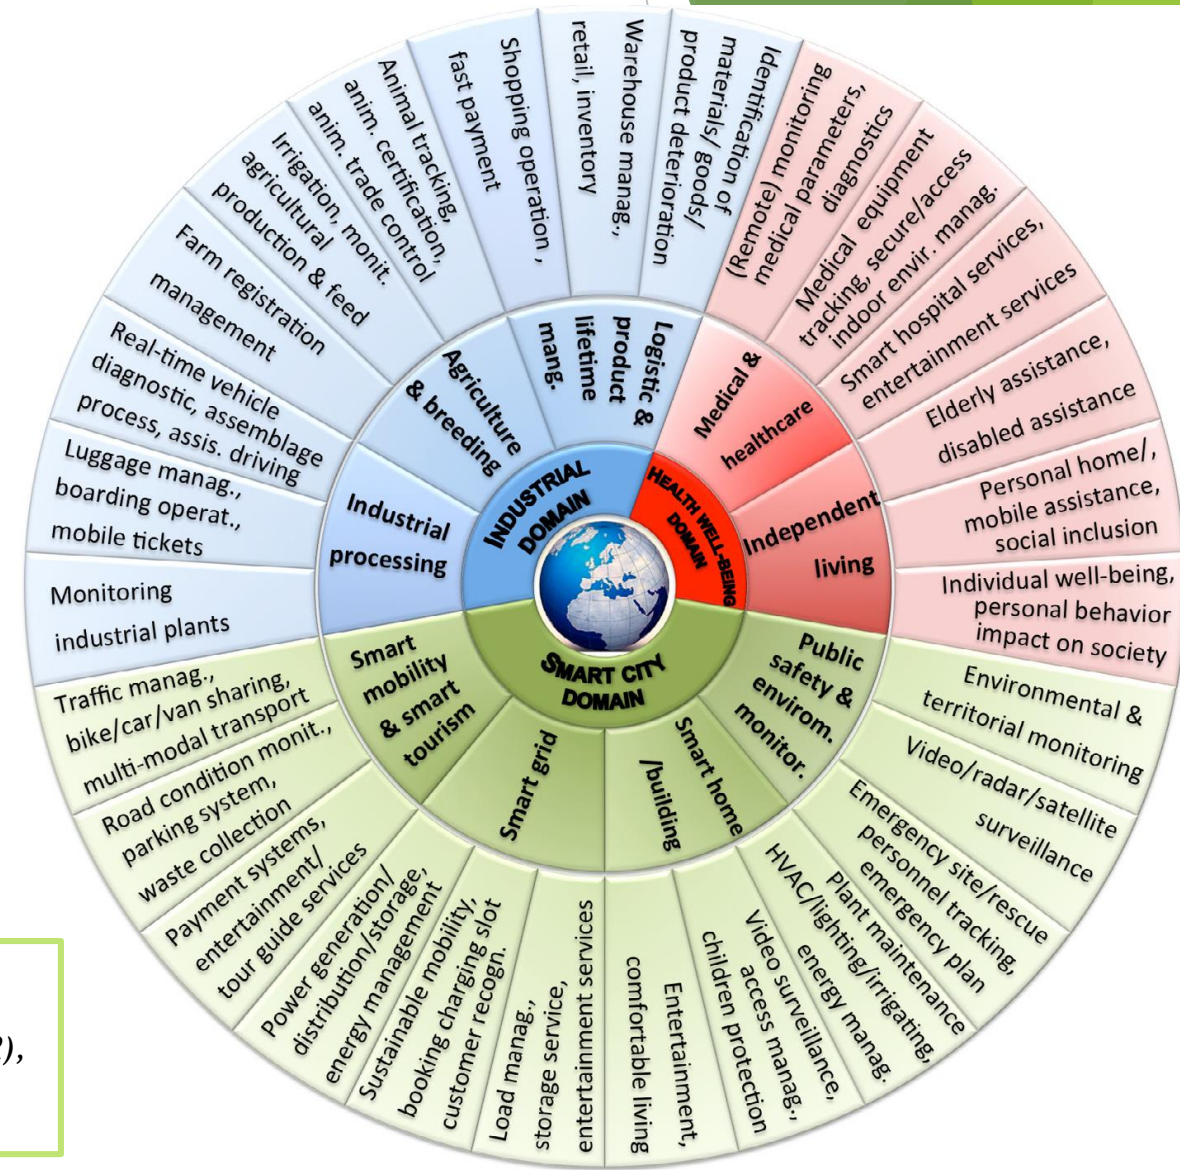 INDUSTRIAL
DOMAIN
HEALTH WELL-BEING
DOMAIN
SMART CITY
DOMAIN
Logistic &
product
lifetime
mang.
Agriculture
& breeding
Industrial
processing
Medical &
healthcare
Independent
living
Public
safety &
environm.
monitor.
Smart home
/building
Smart grid
Smart
mobility
& smart
tourism
Identification of
materials/ goods/
product deterioration
Warehouse manag.,
retail, inventory
Shopping operation ,
fast payment
Animal tracking,
anim. certification,
anim. trade control
Irrigation, monit.
agricultural
production & feed
Farm registration
management
Real-time vehicle
diagnostic, assemblage
process, assis. driving
Luggage manag.,
boarding operat.,
mobile tickets
Monitoring
industrial plants
(Remote) monitoring
medical parameters,
diagnostics
Medical equipment
tracking, secure/access
indoor envir. manag.
Smart hospital services,
entertainment services
Elderly assistance,
disabled assistance
Personal home/,
mobile assistance,
social inclusion
Individual well-being,
personal behavior
impact on society
Environmental &
territorial monitoring
Video/radar/satellite
surveillance
Emergency site/rescue
personnel tracking,
emergency plan
Plant maintenance
HVAC/lighting/irrigating,
energy manag.
Video surveillance,
access manag.,
children protection
Entertainment,
comfortable living
Load manag.,
storage service,
entertainment services
Sustainable mobility,
booking charging slot
customer recogn.
Power generation/
distribution/storage,
energy management
Payment systems,
entertainment/
tour guide services
Road condition monit.,
parking system,
waste collection
Traffic manag.,
bike/car/van sharing,
multi-modal transport
),